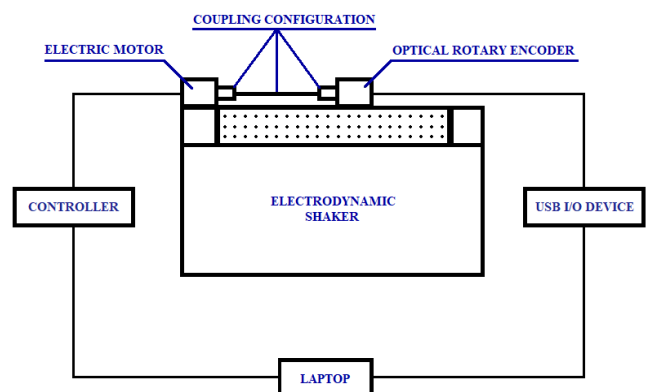 COUPLING CONFIGURATION
ELECTRIC MOTOR
OPTICAL ROTARY ENCODER
CONTROLLER
ELECTRODYNAMIC
SHAKER
USB I/O DEVICE
LAPTOP